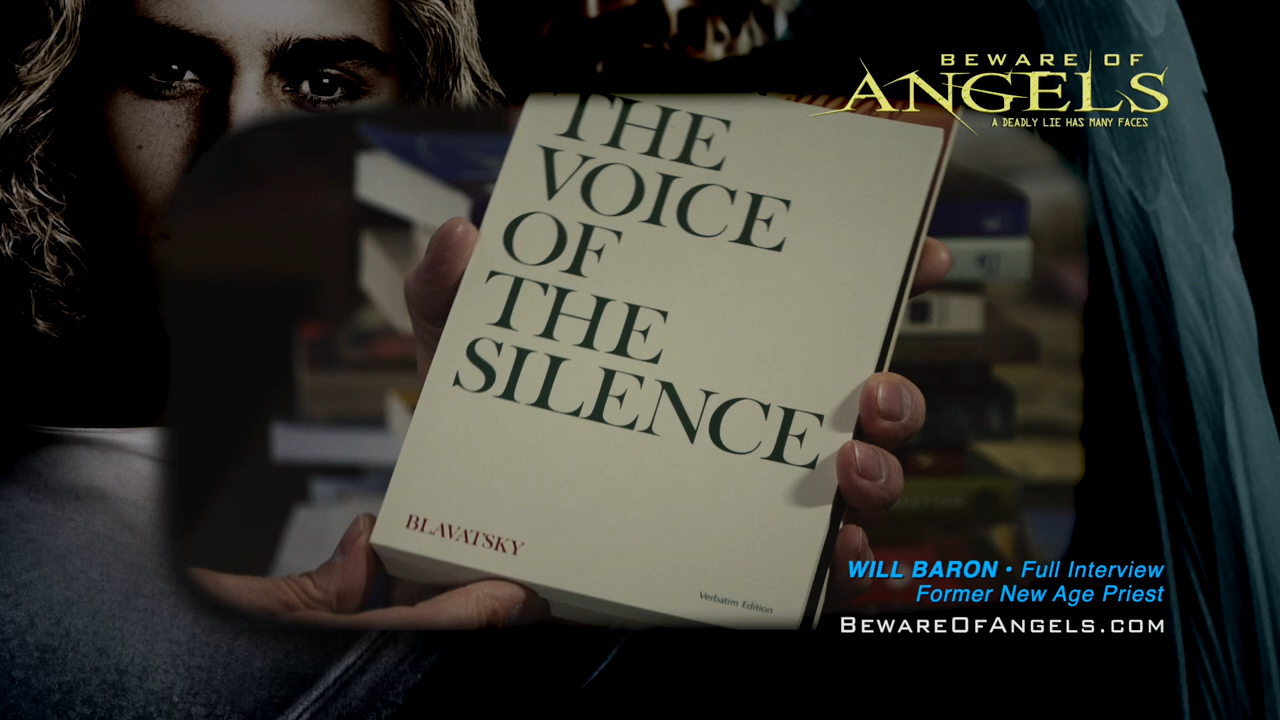 BEWARE OF
ANGELS
A DEADLY LIE HAS MANY FACES
THE
VOICE
OF
THE
SILENCE
BLAVATSKY
Verbatim Edition
WILL BARON • Full Interview
Former New Age Priest
BEWAREOFANGELS.COM